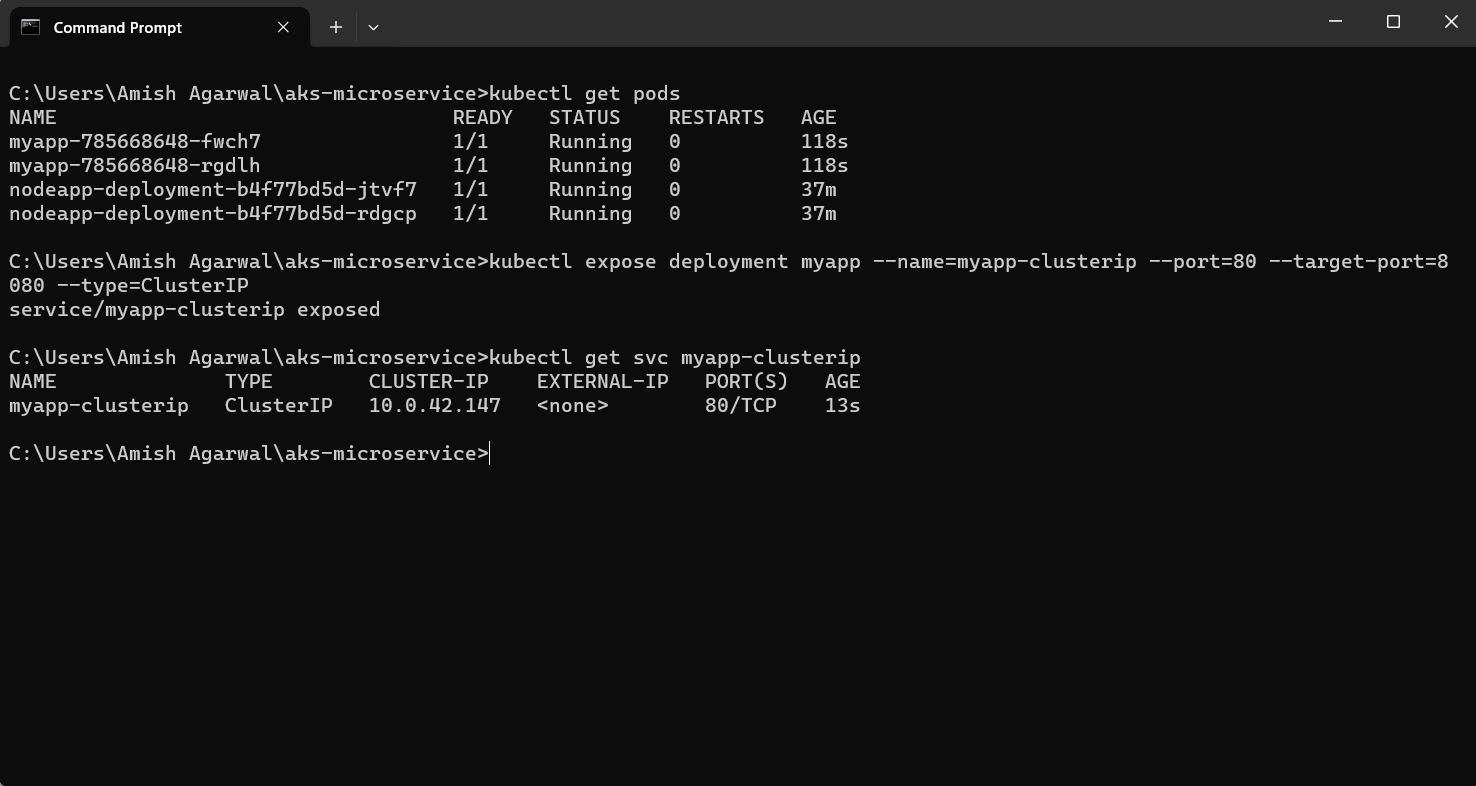 Command Prompt
C:\Users\Amish Agarwal\aks-microservice>kubectl get pods
NAME                                 READY   STATUS    RESTARTS   AGE
myapp-785668648-fwch7                1/1     Running   0          118s
myapp-785668648-rgdlh                1/1     Running   0          118s
nodeapp-deployment-b4f77bd5d-jtvf7   1/1     Running   0          37m
nodeapp-deployment-b4f77bd5d-rdgcp   1/1     Running   0          37m
C:\Users\Amish Agarwal\aks-microservice>kubectl expose deployment myapp --name=myapp-clusterip --port=80 --target-port=8
080 --type=ClusterIP
service/myapp-clusterip exposed
C:\Users\Amish Agarwal\aks-microservice>kubectl get svc myapp-clusterip
NAME              TYPE        CLUSTER-IP    EXTERNAL-IP   PORT(S)   AGE
myapp-clusterip   ClusterIP   10.0.42.147   <none>        80/TCP    13s
C:\Users\Amish Agarwal\aks-microservice>